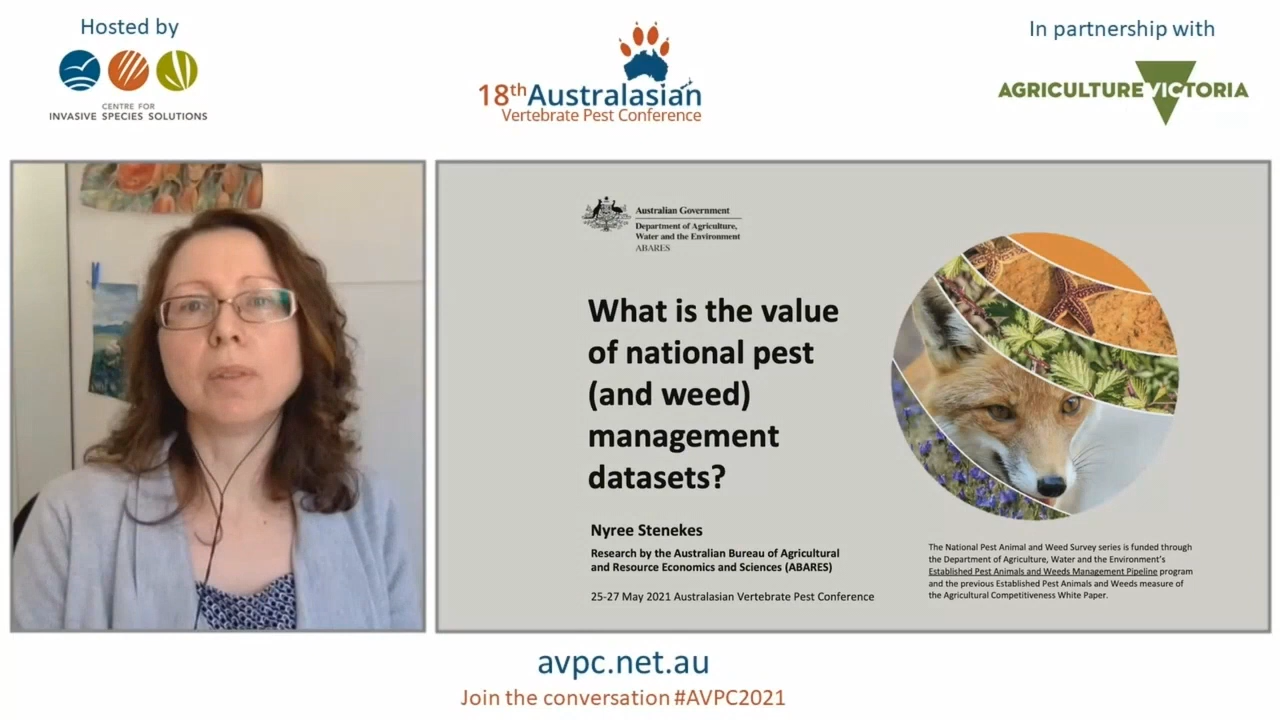 Hosted by
CENTRE FOR
INVASIVE SPECIES SOLUTIONS
18th Australasian
Vertebrate Pest Conference
In partnership with
AGRICULTURE VICTORIA
Australian Government
Department of Agriculture,
Water and the Environment
ABARES
What is the value
of national pest
(and weed)
management
datasets?
Nyree Stenekes
Research by the Australian Bureau of Agricultural
and Resource Economics and Sciences (ABARES)
25-27 May 2021 Australasian Vertebrate Pest Conference
The National Pest Animal and Weed Survey series is funded through
the Department of Agriculture, Water and the Environment's
Established Pest Animals and Weeds Management Pipeline program
and the previous Established Pest Animals and Weeds measure of
the Agricultural Competitiveness White Paper.
avpc.net.au
Join the conversation #AVPC2021